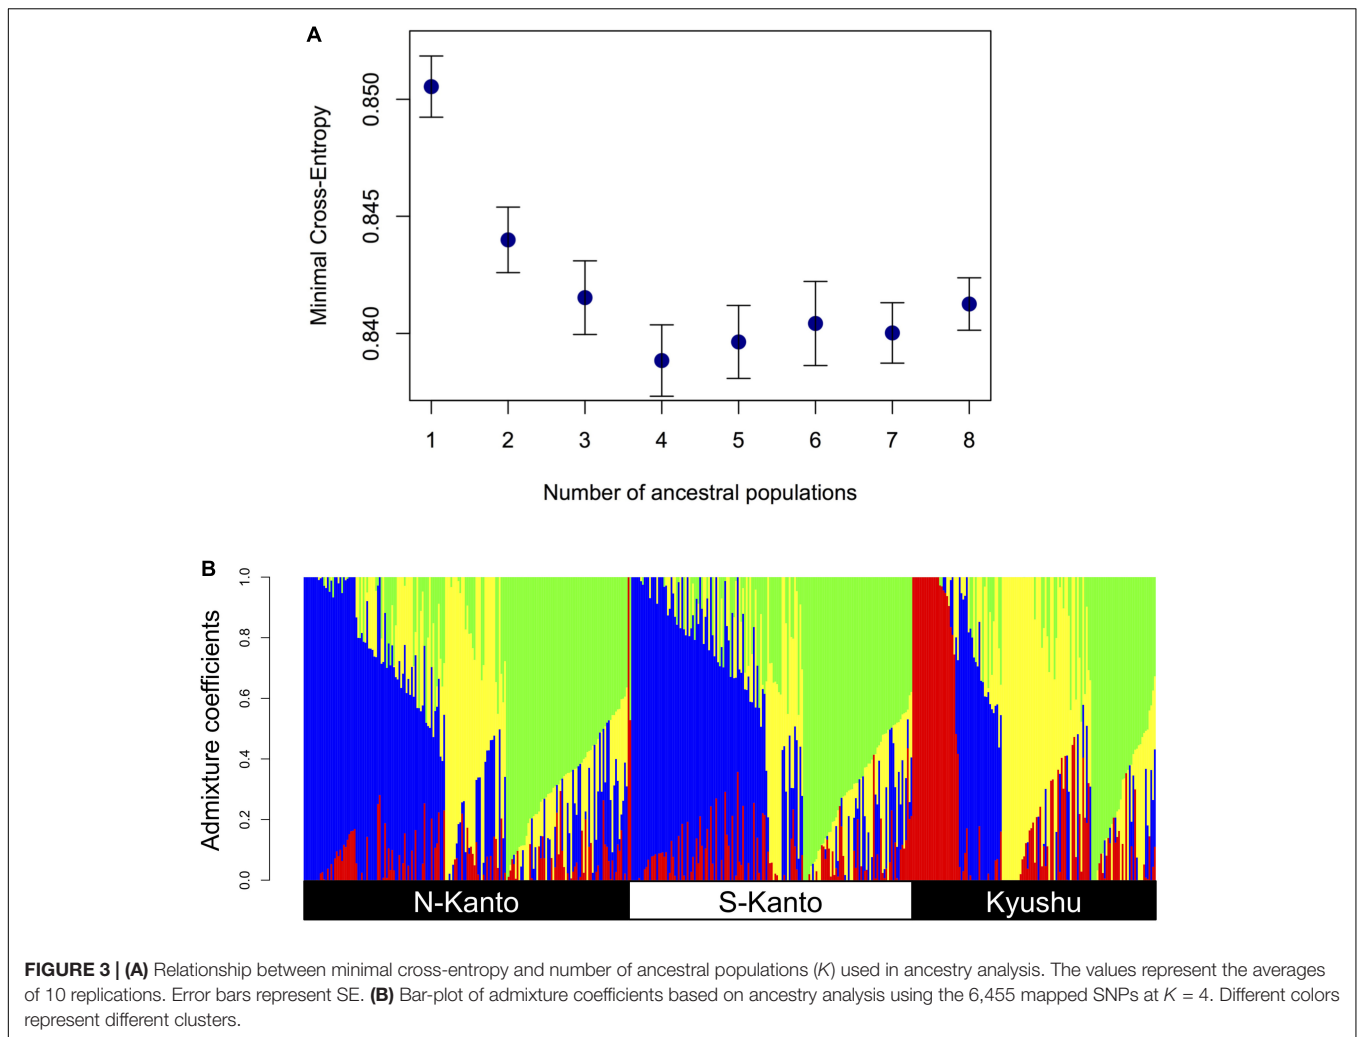 A
Minimal Cross-Entropy
0.850
0.845
0.840
1 2 3 4 5 6 7 8
Number of ancestral populations
B
Admixture coefficients
1.0
0.8
0.6
0.4
0.2
0.0
N-Kanto S-Kanto Kyushu
FIGURE 3 | (A) Relationship between minimal cross-entropy and number of ancestral populations (K) used in ancestry analysis. The values represent the averages
of 10 replications. Error bars represent SE. (B) Bar-plot of admixture coefficients based on ancestry analysis using the 6,455 mapped SNPs at K = 4. Different colors
represent different clusters.